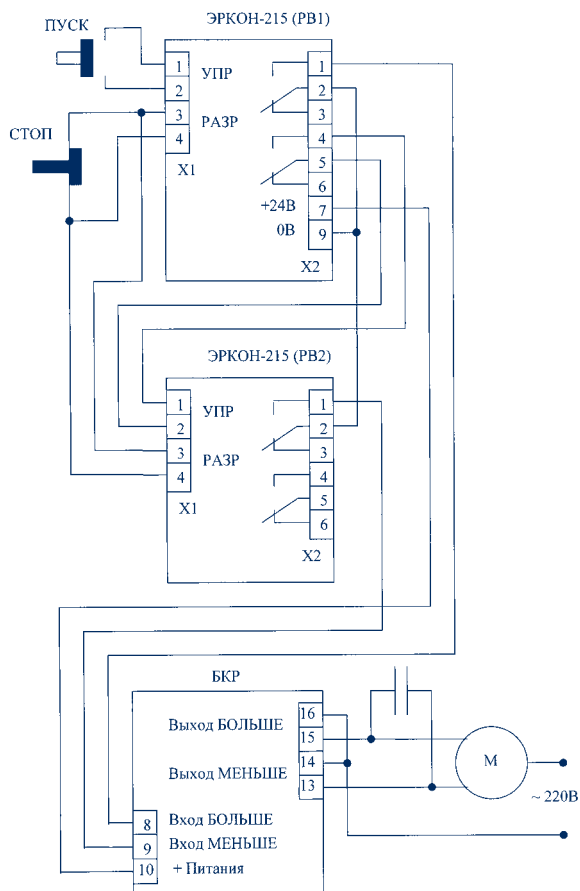 ЭРКОН-215 (РВ1)
ПУСК
1
УПР
2
3
РАЗР
4
X1
СТОП
1
2
3
4
5
6
+24В
7
0В
9
X2
ЭРКОН-215 (РВ2)
1
УПР
2
3
РАЗР
4
X1
1
2
3
4
5
6
X2
БКР
16
Выход БОЛЬШЕ
15
14
Выход МЕНЬШЕ
13
М
~ 220В
8
Вход БОЛЬШЕ
9
Вход МЕНЬШЕ
10
+ Питания